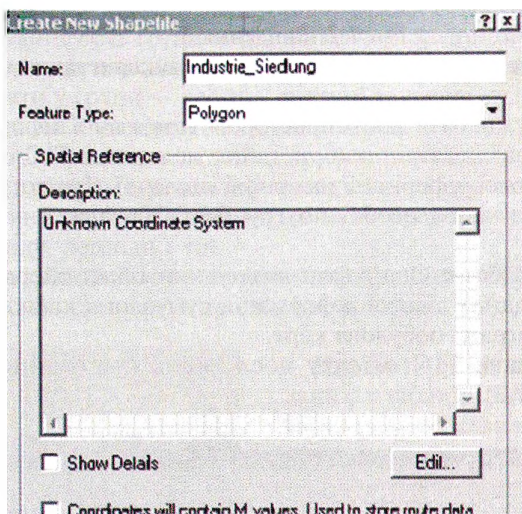 Create New Shapefile
Name: Industrie_Siedlung
Feature Type: Polygon
Spatial Reference
Description:
Unknown Coordinate System
Show Details
Edit...
Coordinates will contain M values. Used to store route data.